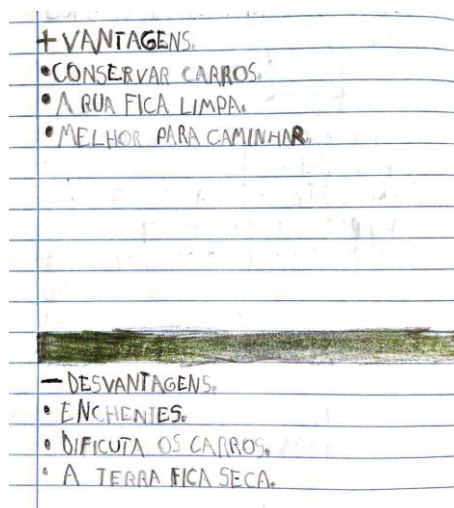 + VANTAGENS.
• CONSERVAR CARROS.
• A RUA FICA LIMPA.
• MELHOR PARA CAMINHAR.
- DESVANTAGENS.
• ENCHENTES.
• DIFICUTA OS CARROS.
• A TERRA FICA SECA.